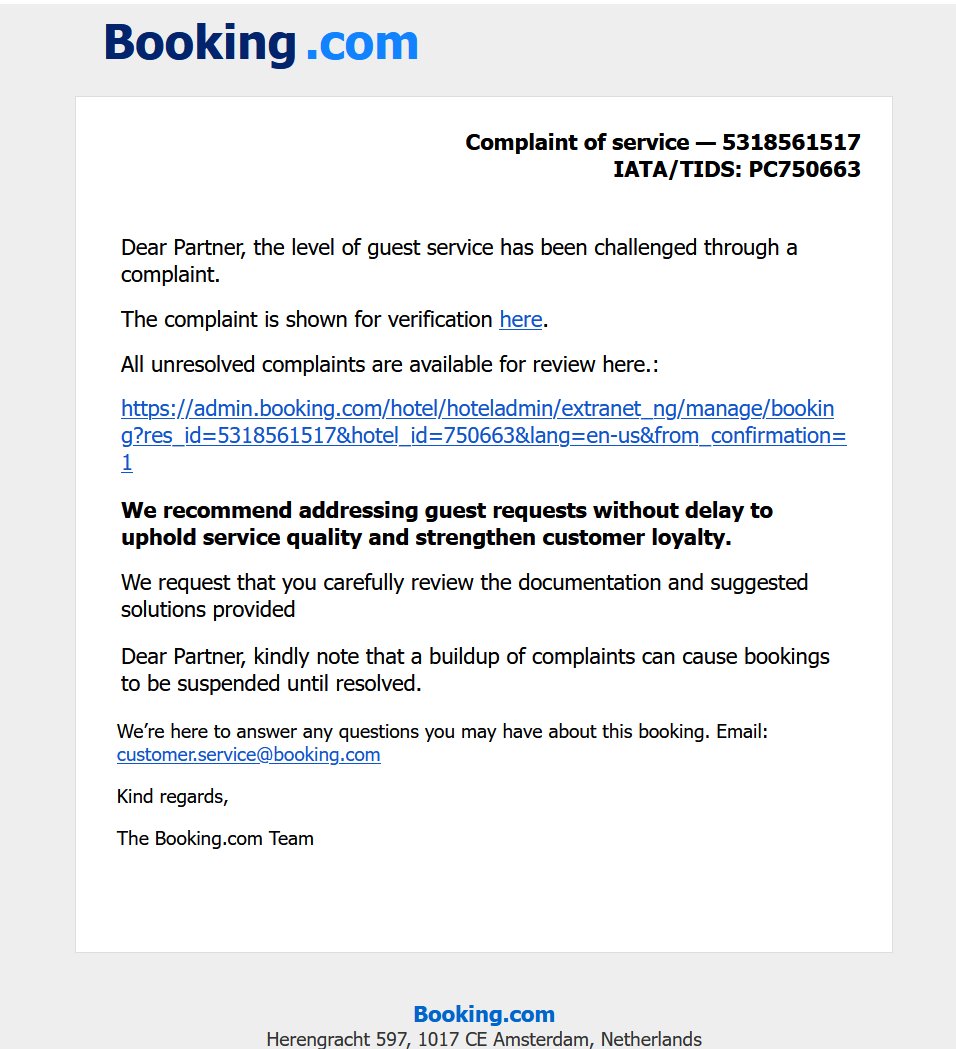 Booking.com
Complaint of service — 5318561517
IATA/TIDS: PC750663
Dear Partner, the level of guest service has been challenged through a
complaint.
The complaint is shown for verification here.
All unresolved complaints are available for review here.:
https://admin.booking.com/hotel/hoteladmin/extranet_ng/manage/bookin
g?res_id=5318561517&hotel_id=750663&lang=en-us&from_confirmation=
1
We recommend addressing guest requests without delay to
uphold service quality and strengthen customer loyalty.
We request that you carefully review the documentation and suggested
solutions provided
Dear Partner, kindly note that a buildup of complaints can cause bookings
to be suspended until resolved.
We’re here to answer any questions you may have about this booking. Email:
customer.service@booking.com
Kind regards,
The Booking.com Team
Booking.com
Herengracht 597, 1017 CE Amsterdam, Netherlands